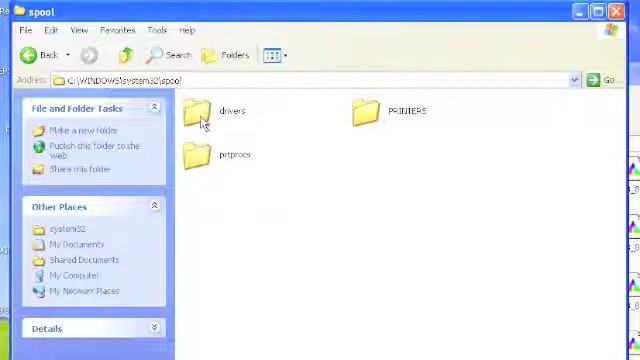 spool
File Edit View Favorites Tools Help
Back Search Folders
Address C:\WINDOWS\system32\spool Go
File and Folder Tasks
Make a new folder
Publish this folder to the
web
Share this folder
Other Places
system32
My Documents
Shared Documents
My Computer
My Network Places
Details
drivers PRINTERS
prtprocs